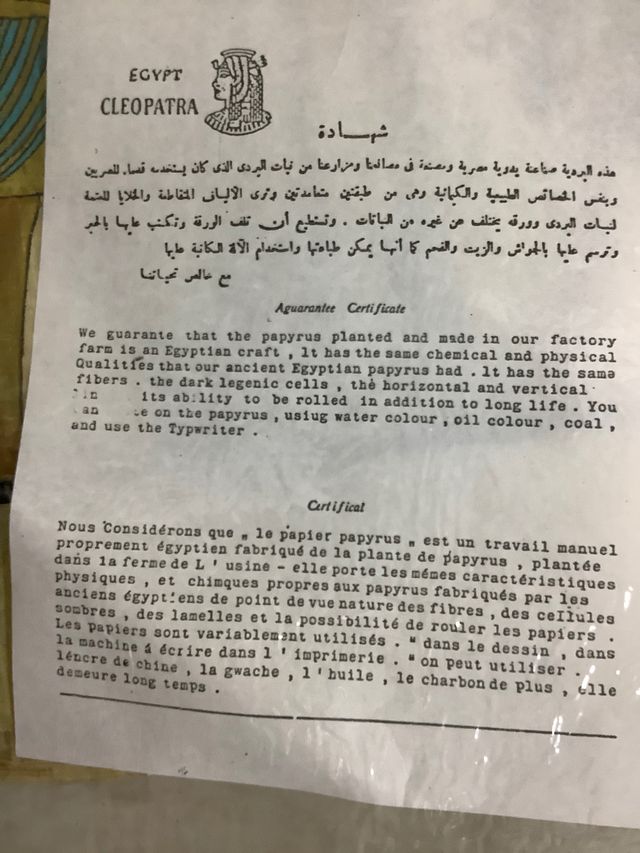 EGYPT
CLEOPATRA
شهادة
هذه البردية صناعة يدوية مصرية ومصنعة فى مصانعنا ومزارعنا من نبات البردى الذى كان يستخدمه قدماء المصريين
وبنفس الخصائص الطبيعية والكيمائية وهى من طبقتين متعامدتين وترى الألياف المتقاطعة والخلايا المعتمة
لنبات البردى وورقه يختلف عن غيره من النباتات . وتستطيع أن تلف الورقة وتكتب عليها بالحبر
وترسم عليها بالجواش والزيت والفحم كما أنها يمكن طباعتها واستخدام الآلة الكاتبة عليها
مع خالص تحياتنا
Aguarantee Certificate
We guarante that the papyrus planted and made in our factory
farm is an Egyptian craft , lt has the same chemical and physical
Qualities that our ancient Egyptian papyrus had . lt has the same
fibers . the dark legenic cells , the horizontal and vertical
in its ability to be rolled in addition to long life . You
an e on the papyrus , usiug water colour , oil colour , coal ,
and use the Typwriter .
Certificat
Nous Considérons que „ le papier papyrus „ est un travail manuel
proprement égyptien fabriqué de la plante de papyrus , plantée
dans la ferme de L ' usine - elle porte les mémes caractéristiques
physiques , et chimques propres aux papyrus fabriqués par les
anciens égyptiens de point de vue nature des fibres , des cellules
sombres , des lamelles et la possibilité de rouler les papiers .
Les papiers sont variablement utilisés . “ dans le dessin , dans
la machine á écrire dans l ' imprimerie . “ on peut utiliser .
léncre de chine , la gwache , l ' huile , le charbon de plus , elle
demeure long temps .